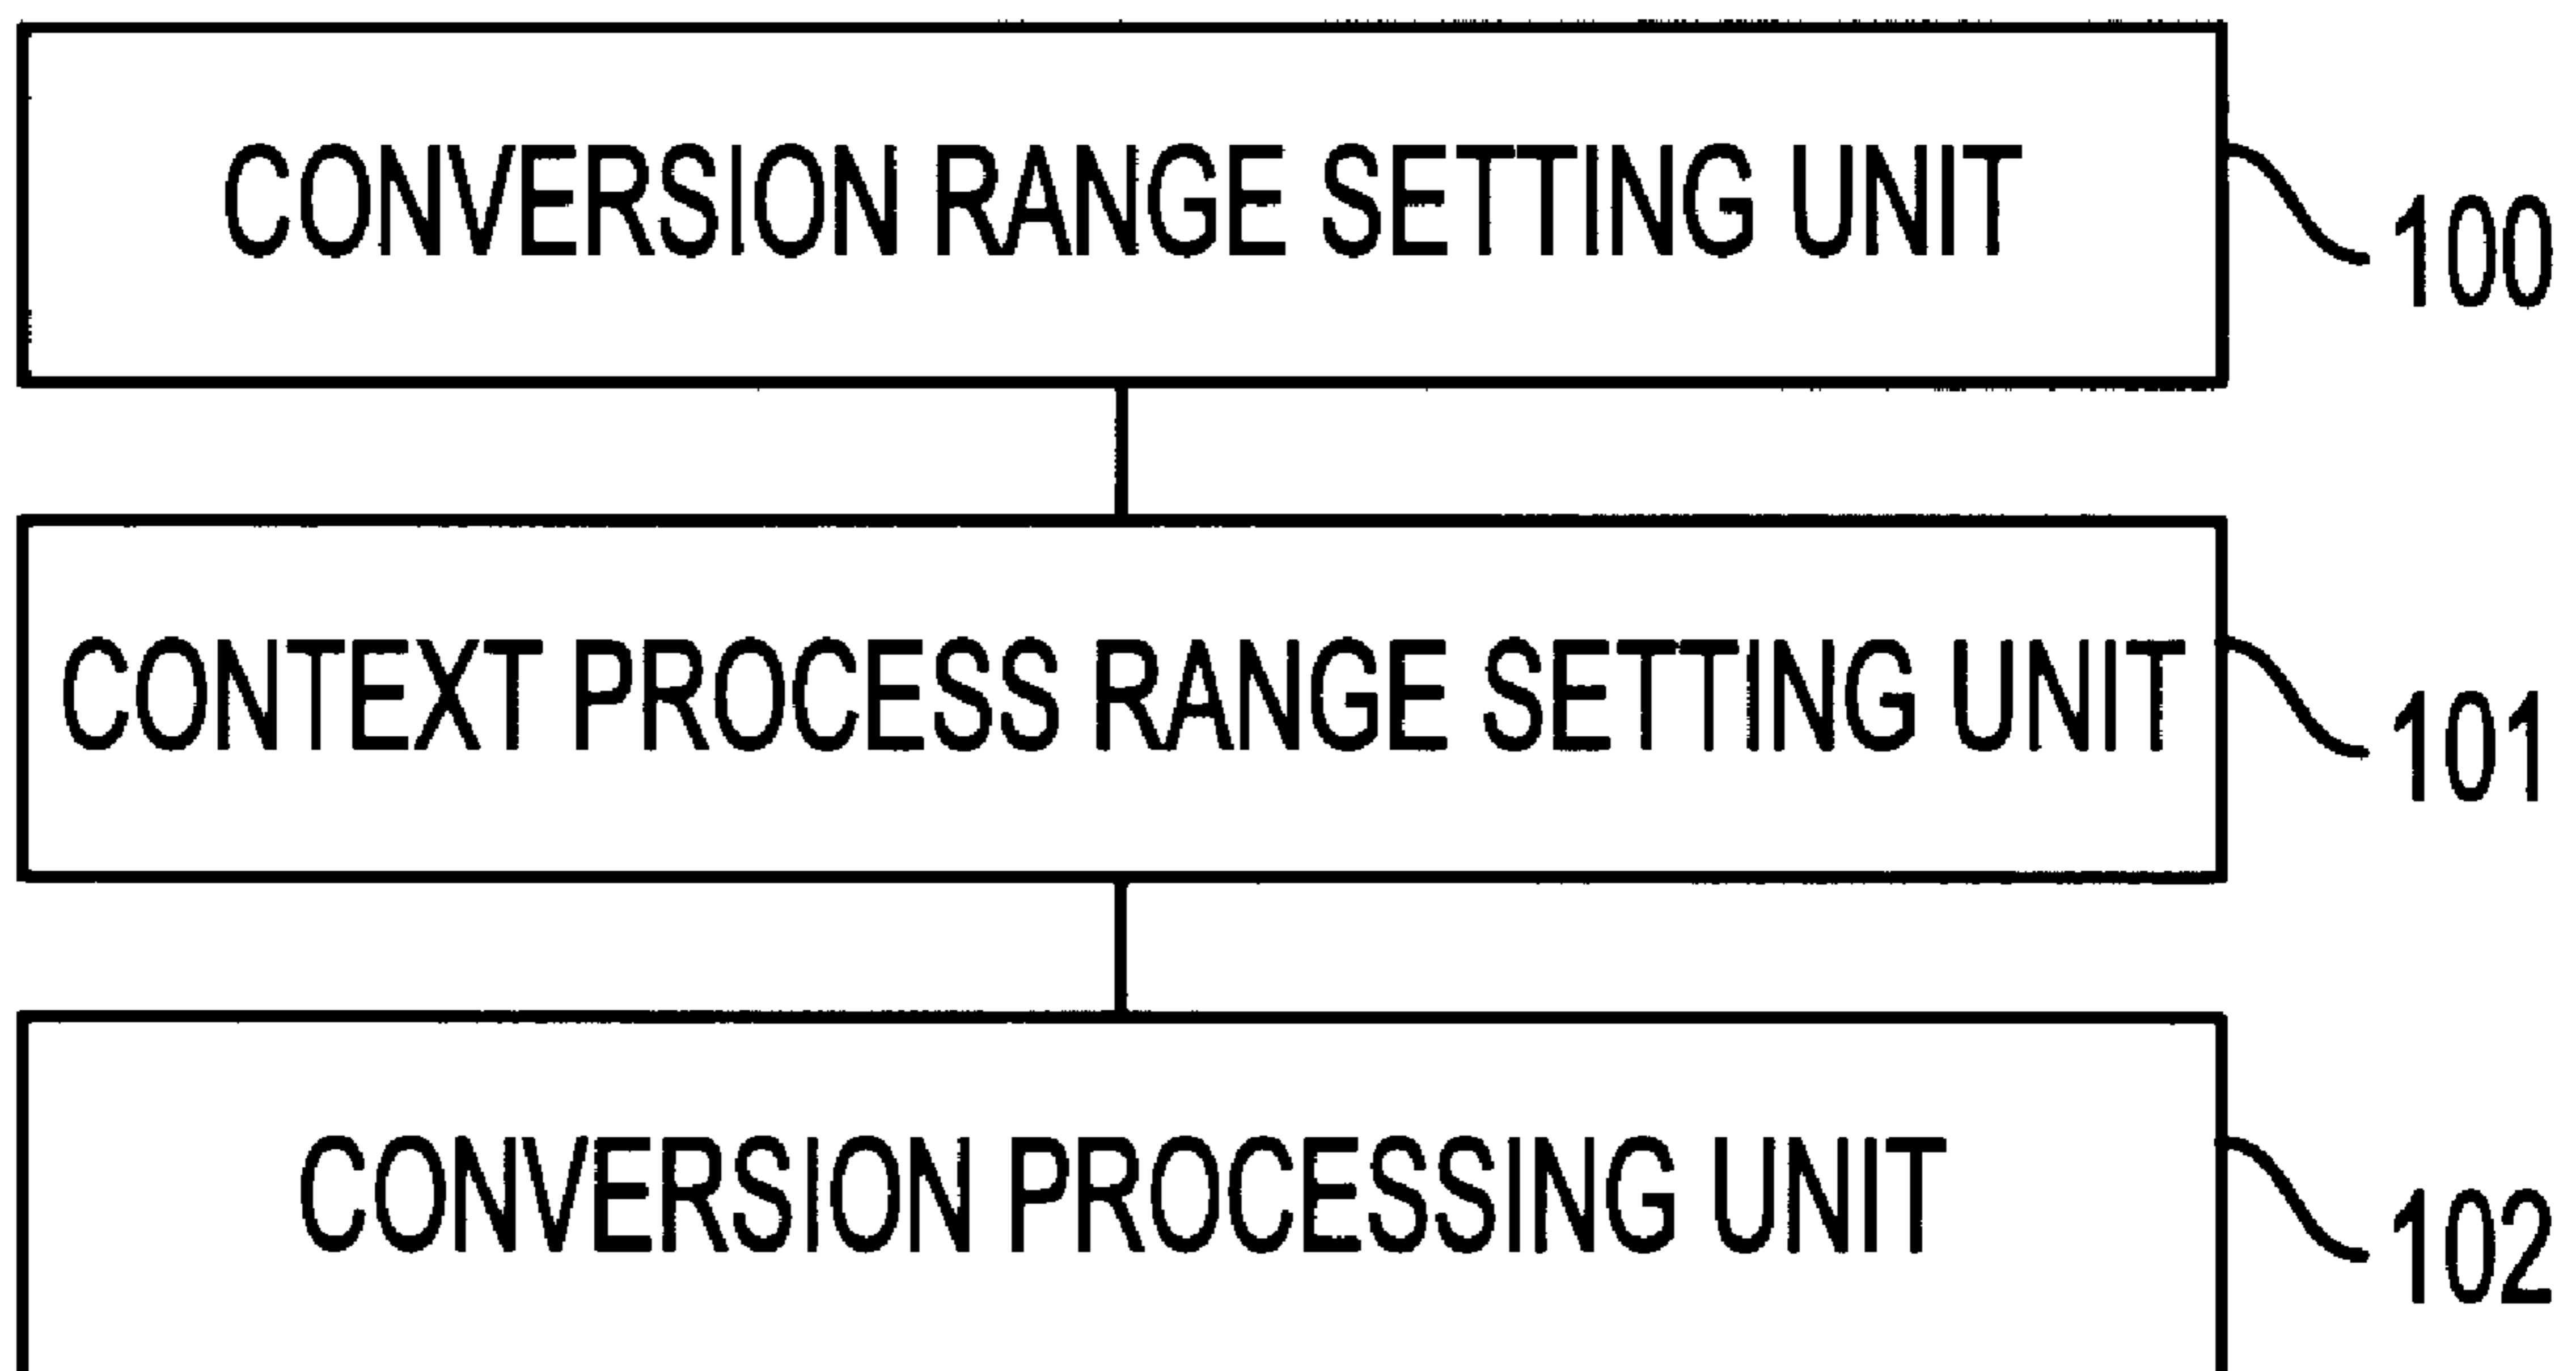 CONVERSION RANGE SETTING UNIT
100
CONTEXT PROCESS RANGE SETTING UNIT
101
CONVERSION PROCESSING UNIT
102